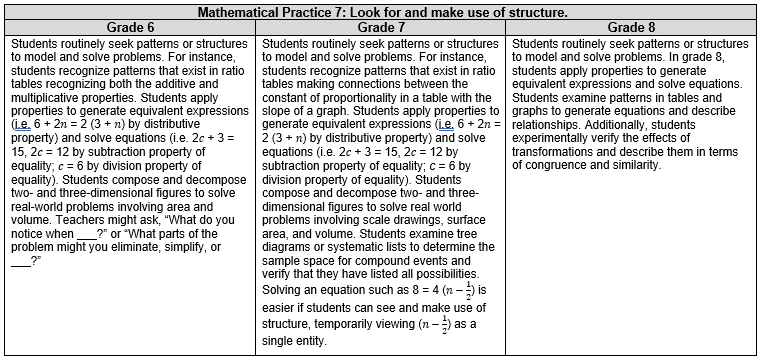 Mathematical Practice 7: Look for and make use of structure.
Grade 6
Students routinely seek patterns or structures
to model and solve problems. For instance,
students recognize patterns that exist in ratio
tables recognizing both the additive and
multiplicative properties. Students apply
properties to generate equivalent expressions
(i.e. 6 + 2n = 2 (3 + n) by distributive
property) and solve equations (i.e. 2c + 3 =
15, 2c = 12 by subtraction property of
equality; c = 6 by division property of
equality). Students compose and decompose
two- and three-dimensional figures to solve
real-world problems involving area and
volume. Teachers might ask, “What do you
notice when ___?” or “What parts of the
problem might you eliminate, simplify, or
___?”
Grade 7
Students routinely seek patterns or structures
to model and solve problems. For instance,
students recognize patterns that exist in ratio
tables making connections between the
constant of proportionality in a table with the
slope of a graph. Students apply properties to
generate equivalent expressions (i.e. 6 + 2n =
2 (3 + n) by distributive property) and solve
equations (i.e. 2c + 3 = 15, 2c = 12 by
subtraction property of equality; c = 6 by
division property of equality). Students
compose and decompose two- and three-
dimensional figures to solve real world
problems involving scale drawings, surface
area, and volume. Students examine tree
diagrams or systematic lists to determine the
sample space for compound events and
verify that they have listed all possibilities.
Solving an equation such as 8 = 4 (n – 1/2) is
easier if students can see and make use of
structure, temporarily viewing (n – 1/2) as a
single entity.
Grade 8
Students routinely seek patterns or structures
to model and solve problems. In grade 8,
students apply properties to generate
equivalent expressions and solve equations.
Students examine patterns in tables and
graphs to generate equations and describe
relationships. Additionally, students
experimentally verify the effects of
transformations and describe them in terms
of congruence and similarity.